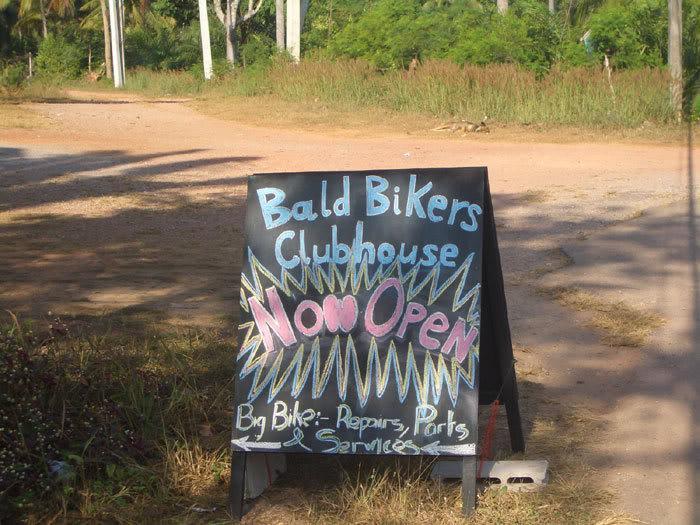 Bald Bikers
Clubhouse
Now Open
Big Bike:- Repairs, Parts
& Services